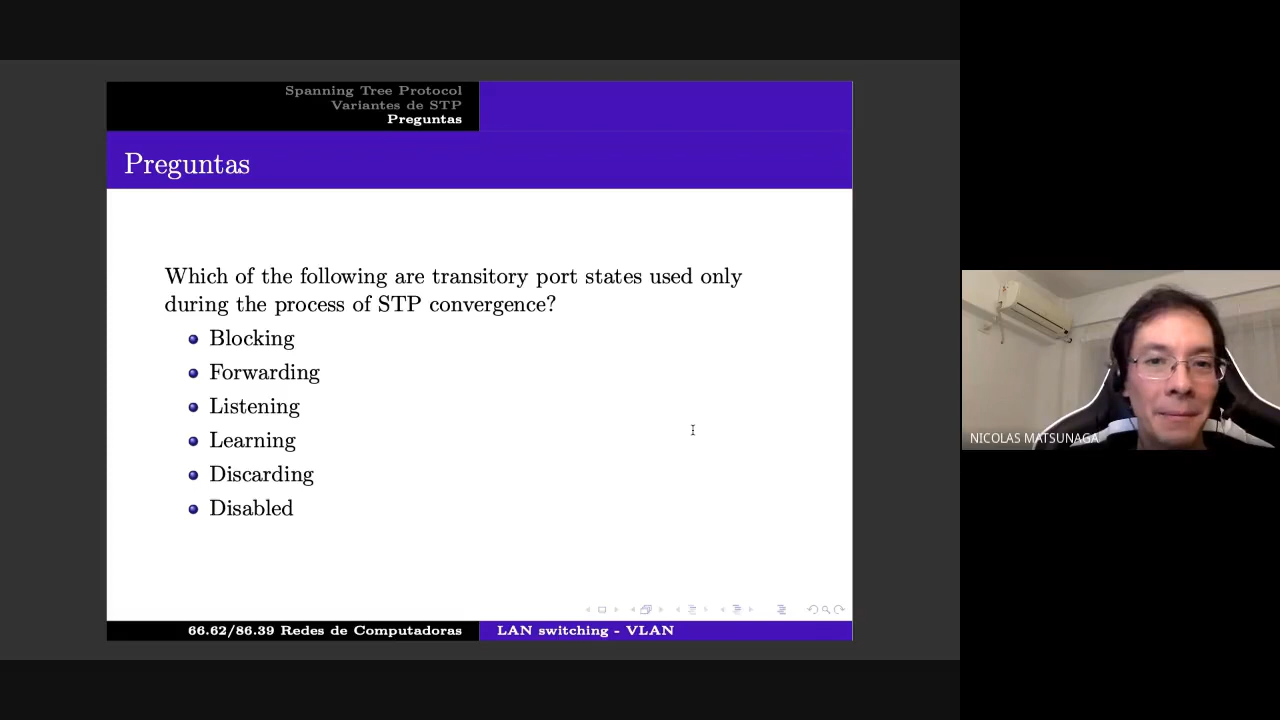 Spanning Tree Protocol
Variantes de STP
Preguntas
Preguntas
Which of the following are transitory port states used only
during the process of STP convergence?
Blocking
Forwarding
Listening
Learning
Discarding
Disabled
66.62/86.39 Redes de Computadoras
LAN switching - VLAN
NICOLAS MATSUNAGA